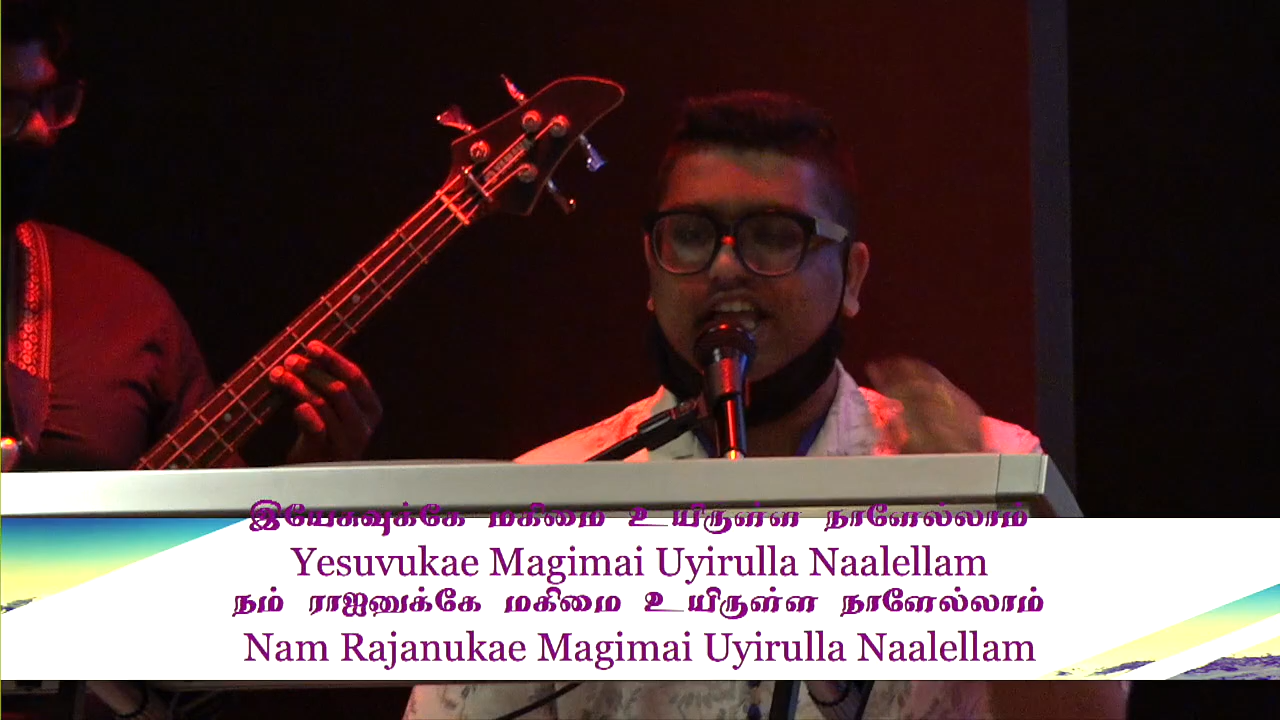 இயேசுவுக்கே மகிமை உயிருள்ள நாளேல்லாம்
Yesuvukae Magimai Uyirulla Naalellam
நம் ராஜனுக்கே மகிமை உயிருள்ள நாளேல்லாம்
Nam Rajanukae Magimai Uyirulla Naalellam